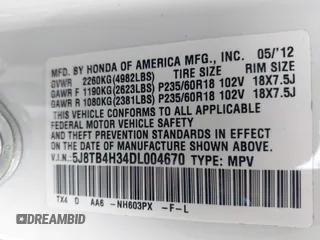 MFD. BY HONDA OF AMERICA MFG., INC. 05/'12
GVWR 2260KG(4982LBS) TIRE SIZE RIM SIZE
GAWR F 1190KG(2623LBS) P235/60R18 102V 18X7.5J
GAWR R 1080KG(2381LBS) P235/60R18 102V 18X7.5J
THIS VEHICLE CONFORMS TO ALL APPLICABLE
FEDERAL MOTOR VEHICLE SAFETY AND THEFT
PREVENTION STANDARDS IN EFFECT ON THE DATE
OF MANUFACTURE SHOWN ABOVE.
V.I.N.: 5J8TB4H34DL004670 TYPE: MPV
TX4 D AA6 -NH603PX -F-L
DREAMBID